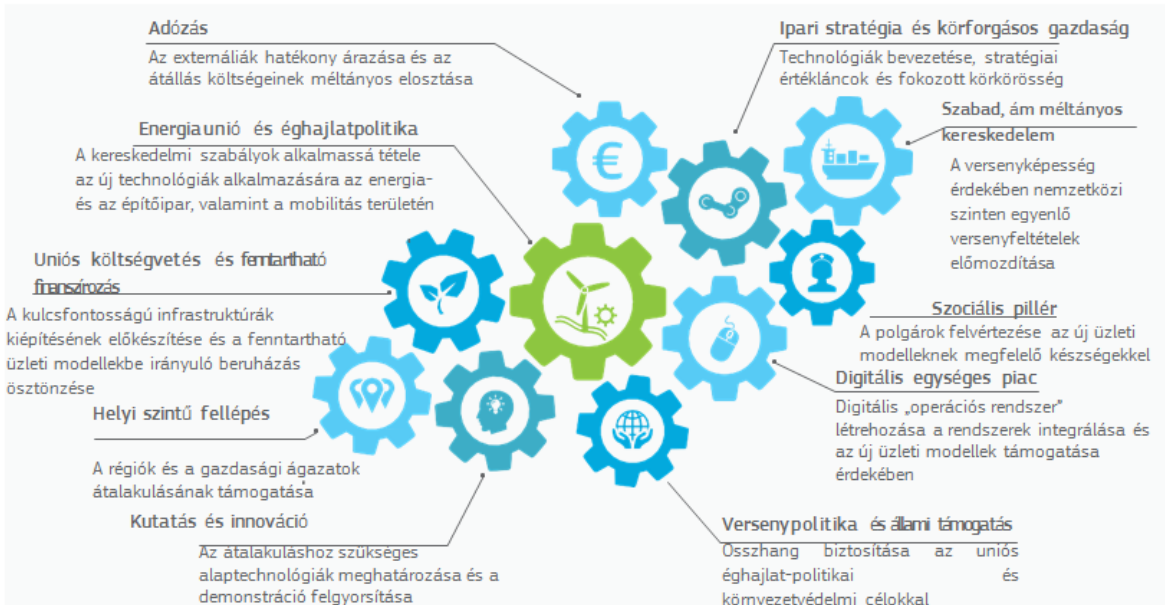 Adózás
Az externáliák hatékony árazása és az
átállás költségeinek méltányos elosztása
Energiaunió és éghajlatpolitika
A kereskedelmi szabályok alkalmassá tétele
az új technológiák alkalmazására az energia-
és az építőipar, valamint a mobilitás területén
Uniós költségvetés és fenntartható
finanszírozás
A kulcsfontosságú infrastruktúrák
kiépítésének előkészítése és a fenntartható
üzleti modellekbe irányuló beruházás
ösztönzése
Helyi szintű fellépés
A régiók és a gazdasági ágazatok
átalakulásának támogatása
Kutatás és innováció
Az átalakuláshoz szükséges
alaptechnológiák meghatározása és a
demonstráció felgyorsítása
Ipari stratégia és körforgásos gazdaság
Technológiák bevezetése, stratégiai
értékláncok és fokozott körkörösség
Szabad, ám méltányos
kereskedelem
A versenyképesség
érdekében nemzetközi
szinten egyenlő
versenyfeltételek
előmozdítása
Szociális pillér
A polgárok felvértezése az új üzleti
modelleknek megfelelő készségekkel
Digitális egységes piac
Digitális „operációs rendszer”
létrehozása a rendszerek integrálása és
az új üzleti modellek támogatása
érdekében
Versenypolitika és állami támogatás
Összhang biztosítása az uniós
éghajlat-politikai és
környezetvédelmi célokkal
€